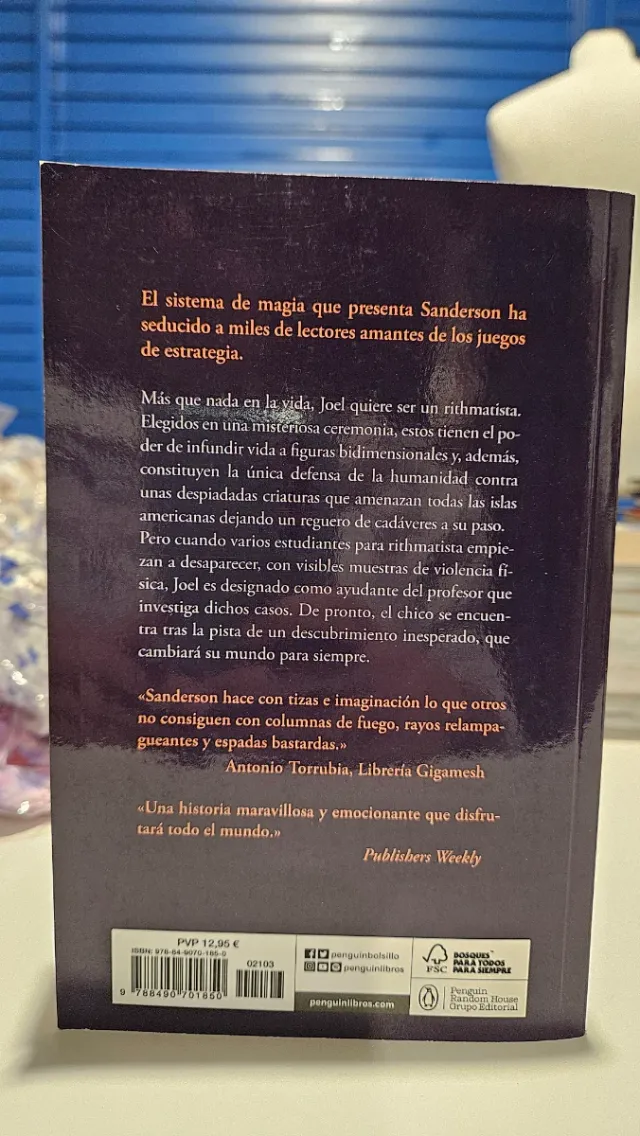 El sistema de magia que presenta Sanderson ha
seducido a miles de lectores amantes de los juegos
de estrategia.
Más que nada en la vida, Joel quiere ser un rithmatista.
Elegidos en una misteriosa ceremonia, estos tienen el po-
der de infundir vida a figuras bidimensionales y, además,
constituyen la única defensa de la humanidad contra
unas despiadadas criaturas que amenazan todas las islas
americanas dejando un reguero de cadáveres a su paso.
Pero cuando varios estudiantes para rithmatista empie-
zan a desaparecer, con visibles muestras de violencia fí-
sica, Joel es designado como ayudante del profesor que
investiga dichos casos. De pronto, el chico se encuen-
tra tras la pista de un descubrimiento inesperado, que
cambiará su mundo para siempre.
«Sanderson hace con tizas e imaginación lo que otros
no consiguen con columnas de fuego, rayos relampa-
gueantes y espadas bastardas.»
Antonio Torrubia, Librería Gigamesh
«Una historia maravillosa y emocionante que disfru-
tará todo el mundo.»
Publishers Weekly
PVP 12,95 €
ISBN: 978-84-9070-185-0
02103
9 788490 701850
penguinbolsillo
penguinlibros
penguinlibros.com
FSC
BOSQUES
PARA TODOS
PARA SIEMPRE
Penguin
Random House
Grupo Editorial